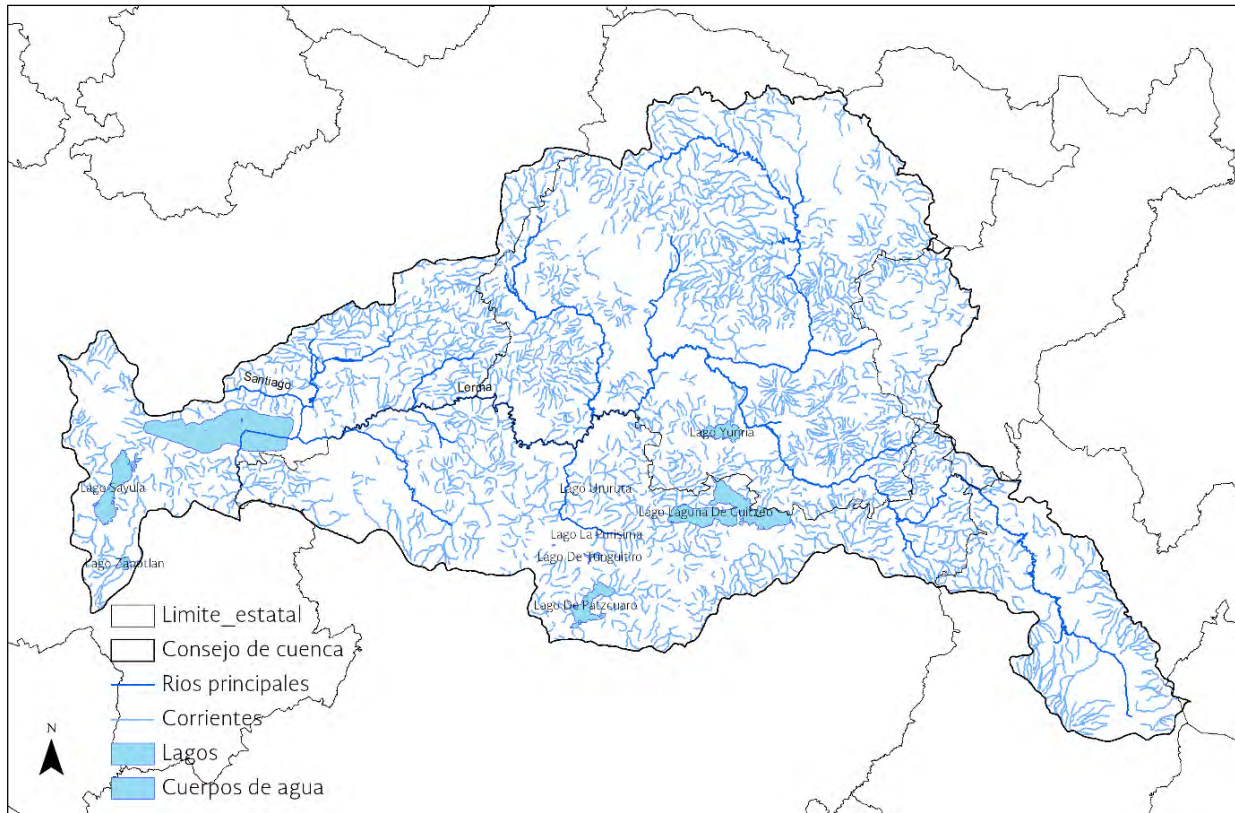 Santiago
Lerma
Lago Yuriria
Lago Sayula
Lago Ururuta
Lago Laguna De Cuitzeo
Lago La Purisima
Lago De Tunguitiro
Lago Zapotlan
Lago De Patzcuaro
Limite_estatal
Consejo de cuenca
Rios principales
Corrientes
N
Lagos
Cuerpos de agua